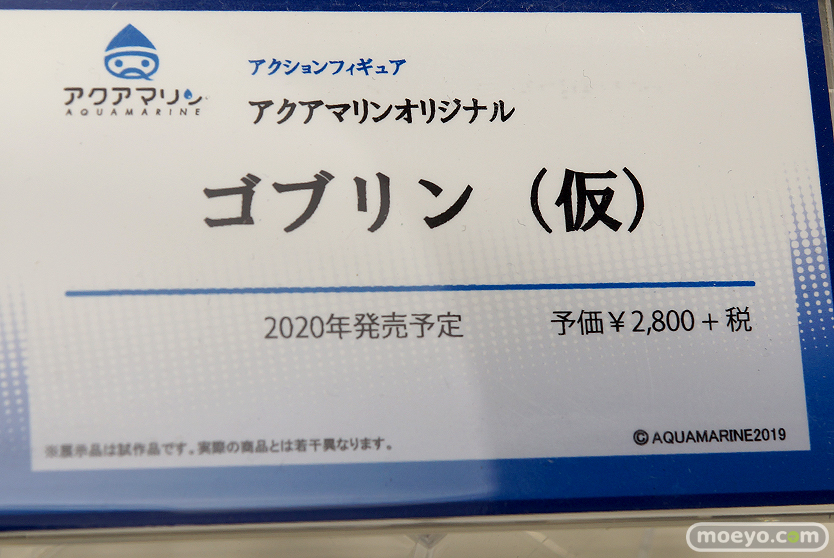 アクアマリン
AQUAMARINE
アクションフィギュア
アクアマリンオリジナル
ゴブリン（仮）
2020年発売予定
予価￥2,800＋税
※展示品は試作品です。実際の商品とは若干異なります。
©AQUAMARINE2019
moeyo.com